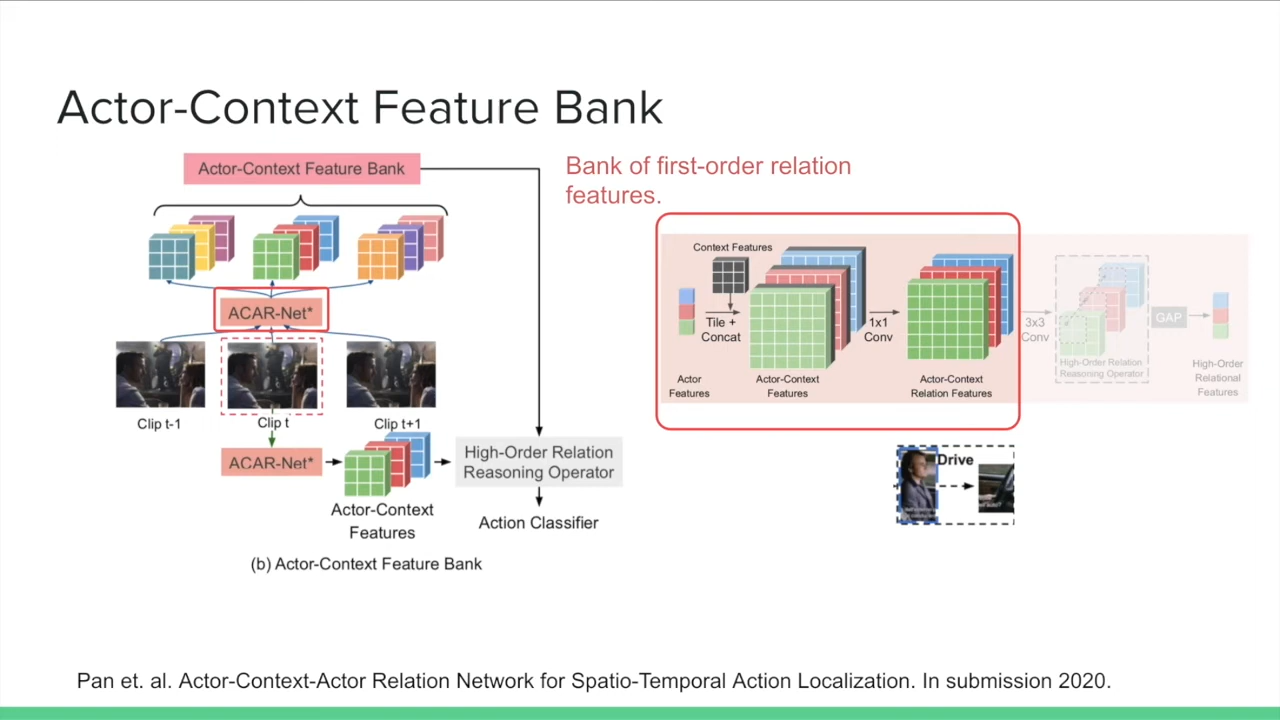 Actor-Context Feature Bank
Actor-Context Feature Bank
Bank of first-order relation
features.
ACAR-Net*
Clip t-1
Clip t
Clip t+1
ACAR-Net*
Actor-Context
Features
High-Order Relation
Reasoning Operator
Action Classifier
(b) Actor-Context Feature Bank
Context Features
Tile +
Concat
1x1
Conv
3x3
Conv
GAP
Actor
Features
Actor-Context
Features
Actor-Context
Relation Features
High-Order Relation
Reasoning Operator
High-Order
Relational
Features
Drive
Pan et. al. Actor-Context-Actor Relation Network for Spatio-Temporal Action Localization. In submission 2020.